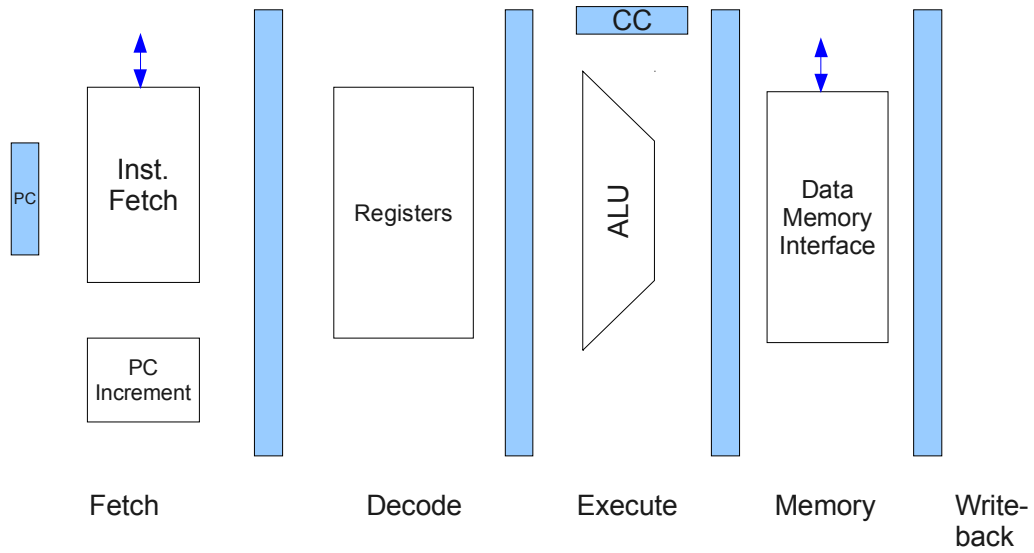 CC
PC
Inst.
Fetch
Registers
ALU
Data
Memory
Interface
PC
Increment
Fetch
Decode
Execute
Memory
Write-
back